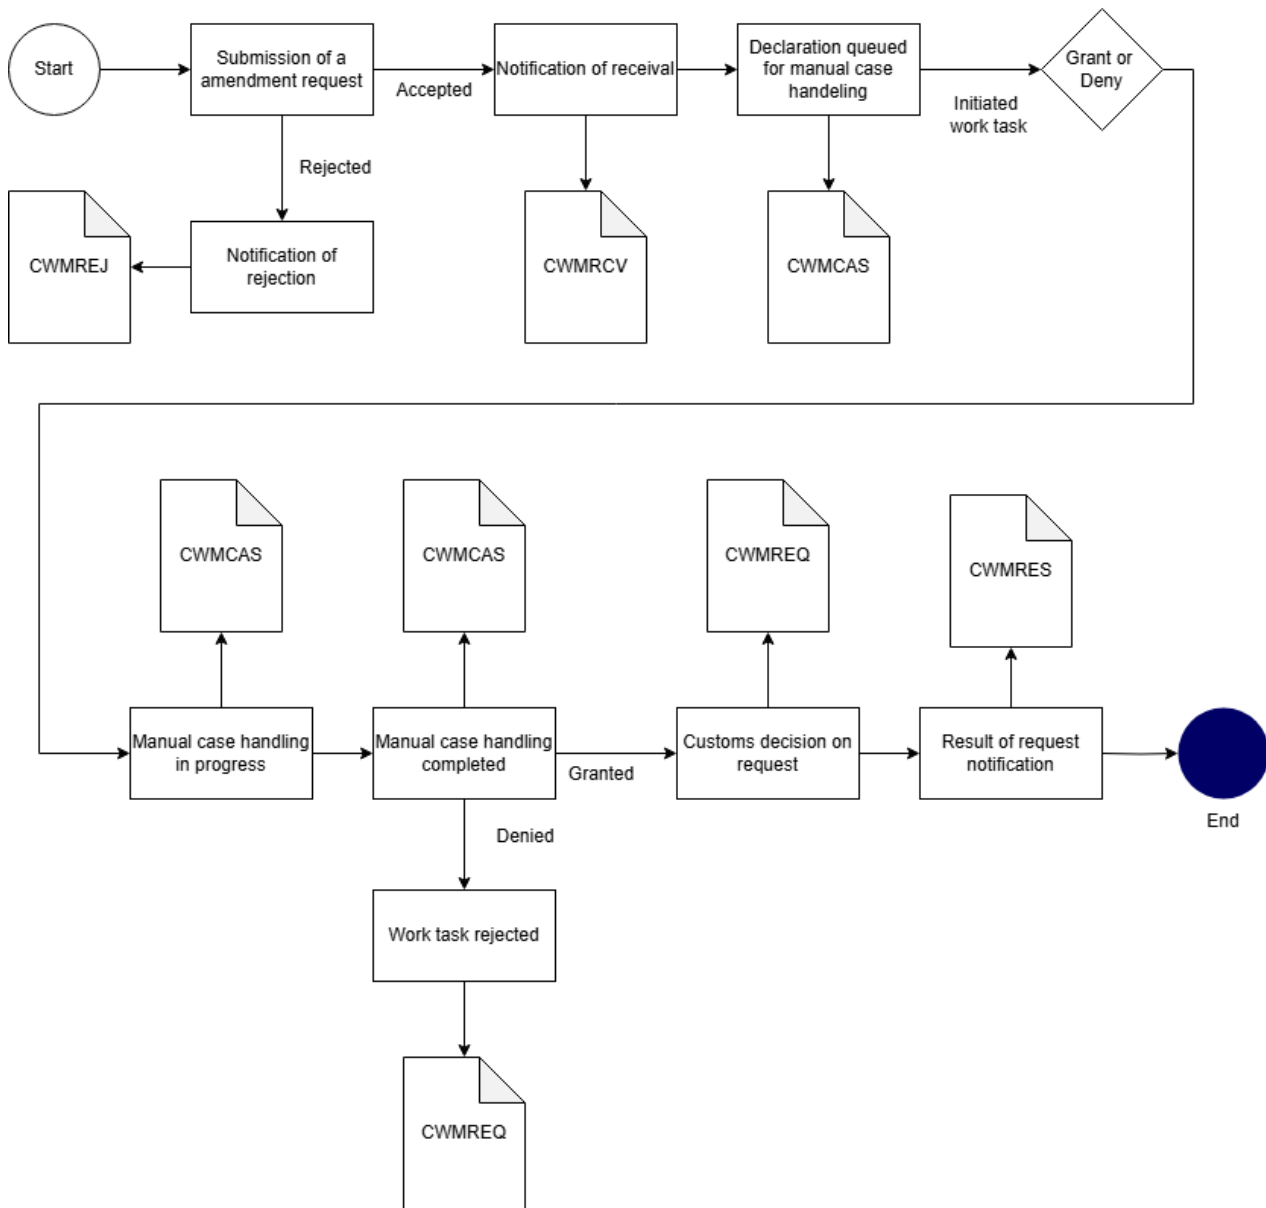 Start
Submission of a
amendment request
Accepted
Notification of receival
Declaration queued
for manual case
handeling
Initiated
work task
Grant or
Deny
Rejected
CWMREJ
Notification of
rejection
CWMRCV
CWMCAS
CWMCAS
CWMCAS
CWMREQ
CWMRES
Manual case handling
in progress
Manual case handling
completed
Granted
Customs decision on
request
Result of request
notification
End
Denied
Work task rejected
CWMREQ